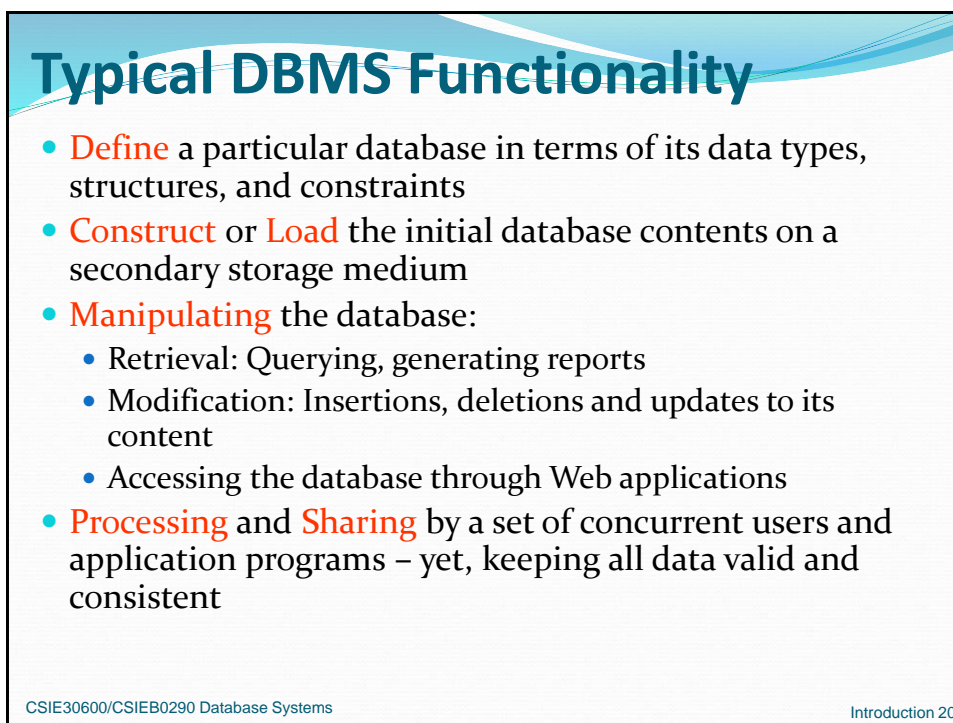 Typical DBMS Functionality
• Define a particular database in terms of its data types,
structures, and constraints
• Construct or Load the initial database contents on a
secondary storage medium
• Manipulating the database:
• Retrieval: Querying, generating reports
• Modification: Insertions, deletions and updates to its
content
• Accessing the database through Web applications
• Processing and Sharing by a set of concurrent users and
application programs – yet, keeping all data valid and
consistent
CSIE30600/CSIEB0290 Database Systems
Introduction 20